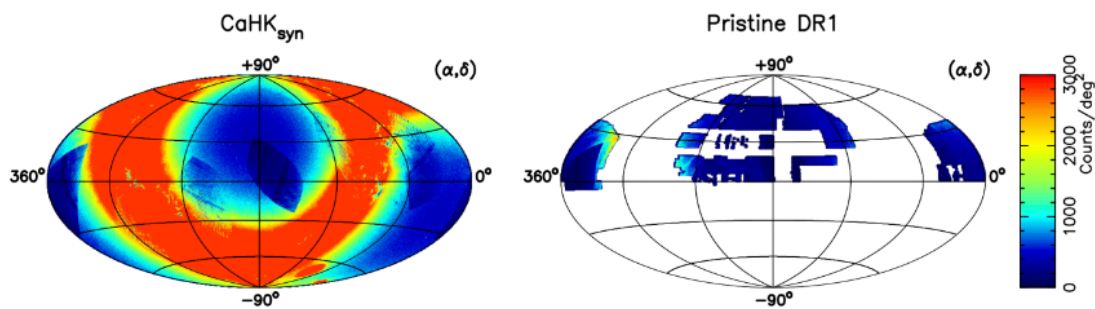 CaHK_syn
Pristine DR1
+90°
(α,δ)
+90°
(α,δ)
360°
0°
360°
0°
-90°
-90°
3000
2000
1000
0
Counts/deg²